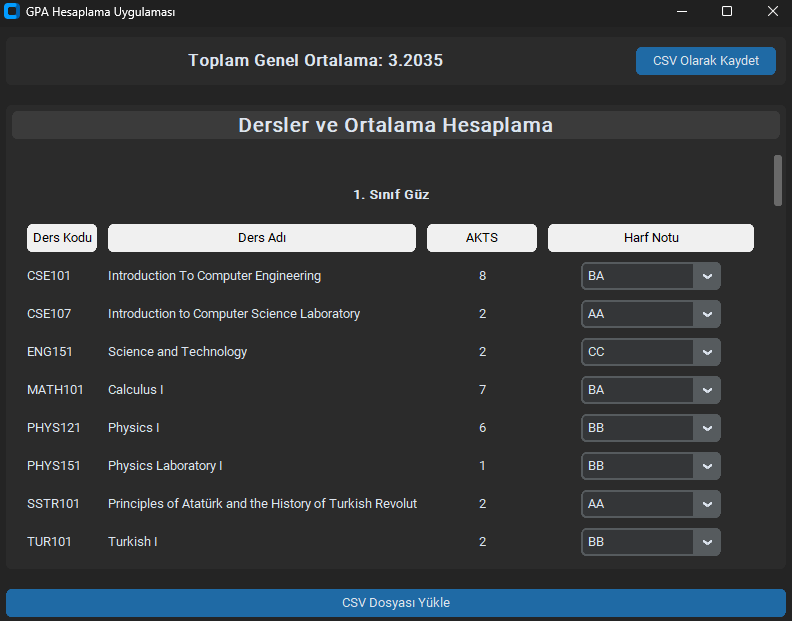 GPA Hesaplama Uygulaması
Toplam Genel Ortalama: 3.2035
CSV Olarak Kaydet
Dersler ve Ortalama Hesaplama
1. Sınıf Güz
Ders Kodu Ders Adı AKTS Harf Notu
CSE101 Introduction To Computer Engineering 8 BA
CSE107 Introduction to Computer Science Laboratory 2 AA
ENG151 Science and Technology 2 CC
MATH101 Calculus I 7 BA
PHYS121 Physics I 6 BB
PHYS151 Physics Laboratory I 1 BB
SSTR101 Principles of Atatürk and the History of Turkish Revolut 2 AA
TUR101 Turkish I 2 BB
CSV Dosyası Yükle